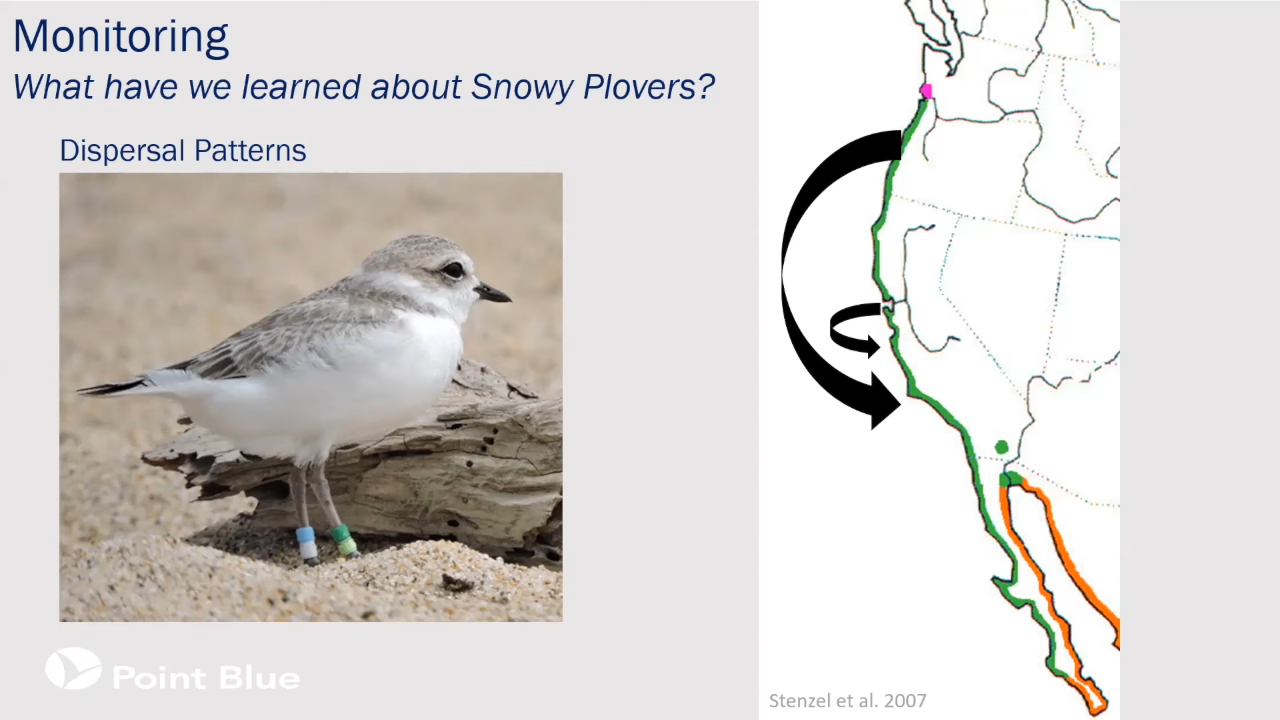 Monitoring
What have we learned about Snowy Plovers?
Dispersal Patterns
Point Blue
Stenzel et al. 2007